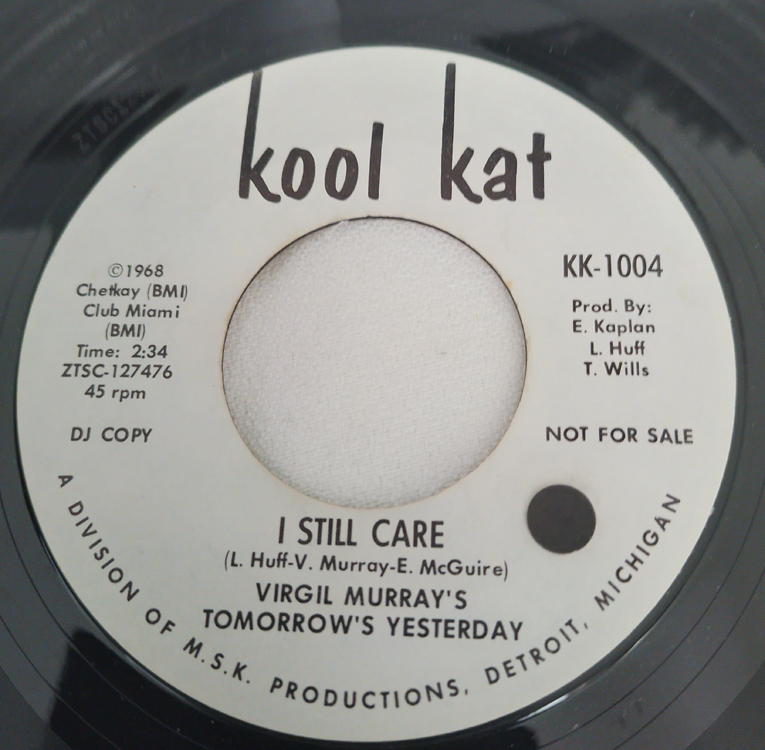 kool kat
©1968
Chetkay (BMI)
Club Miami
(BMI)
Time: 2:34
ZTSC-127476
45 rpm
DJ COPY
KK-1004
Prod. By:
E. Kaplan
L. Huff
T. Wills
NOT FOR SALE
I STILL CARE
(L. Huff-V. Murray-E. McGuire)
VIRGIL MURRAY'S
TOMORROW'S YESTERDAY
A DIVISION OF M.S.K. PRODUCTIONS, DETROIT, MICHIGAN